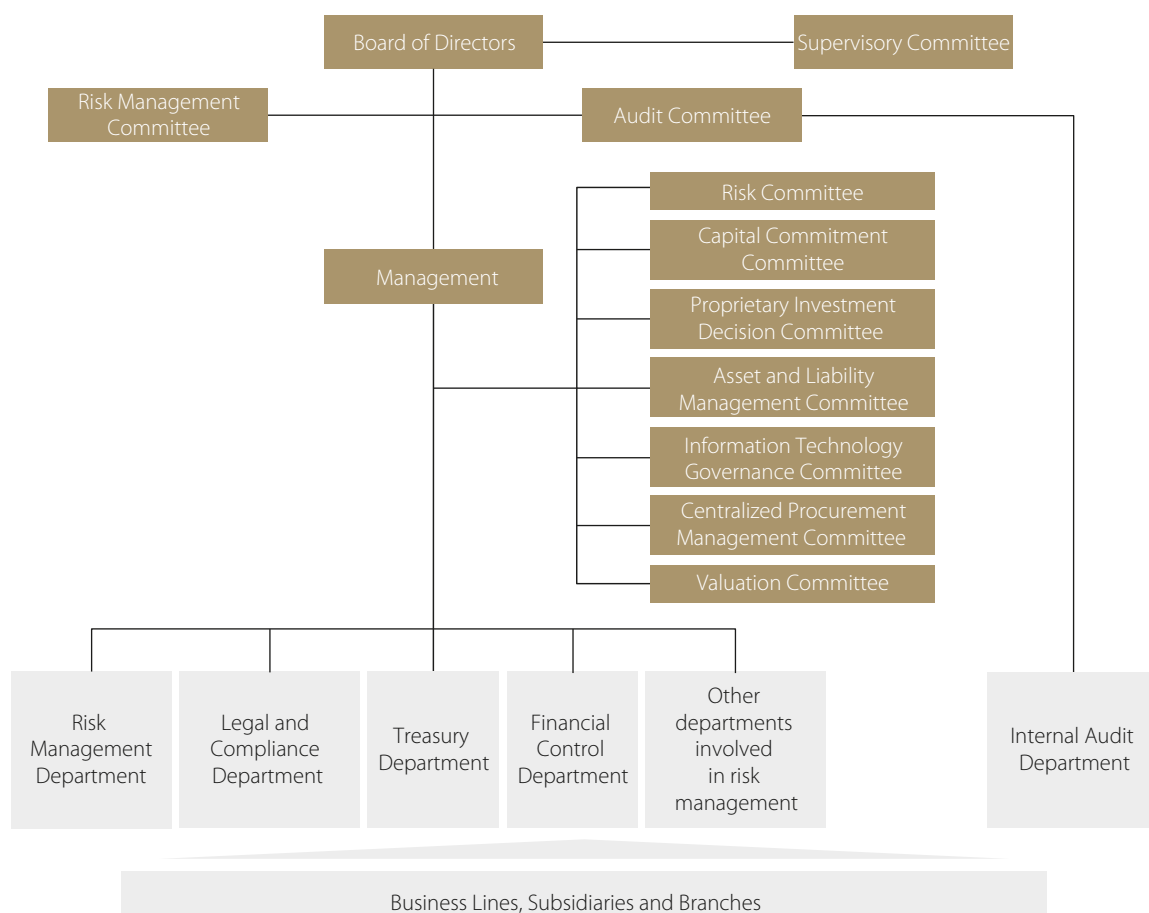 Board of Directors
Supervisory Committee
Risk Management
Committee
Audit Committee
Risk Committee
Capital Commitment
Committee
Management
Proprietary Investment
Decision Committee
Asset and Liability
Management Committee
Information Technology
Governance Committee
Centralized Procurement
Management Committee
Valuation Committee
Risk
Management
Department
Legal and
Compliance
Department
Treasury
Department
Financial
Control
Department
Other
departments
involved
in risk
management
Internal Audit
Department
Business Lines, Subsidiaries and Branches